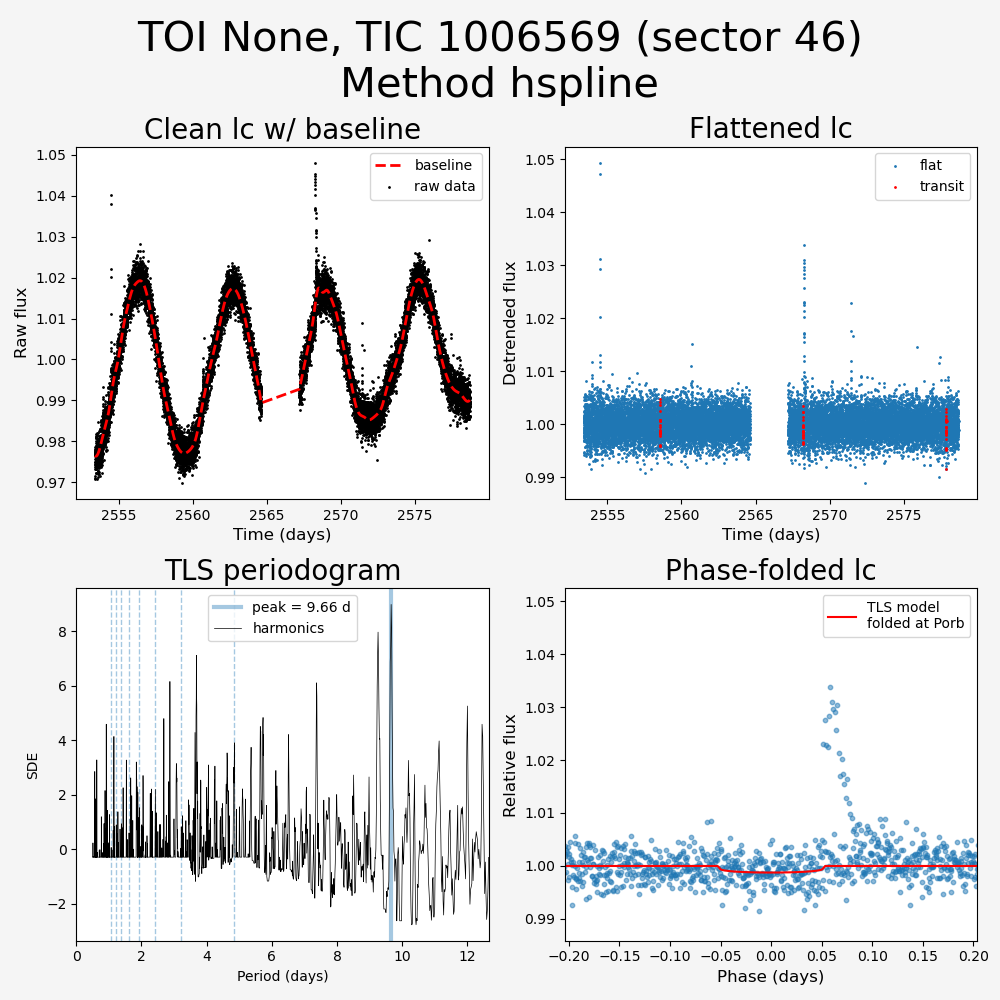 TOI None, TIC 1006569 (sector 46)
Method hspline
Clean lc w/ baseline
Flattened lc
1.05
1.04
1.03
1.02
1.01
1.00
0.99
0.98
0.97
Raw flux
baseline
raw data
2555
2560
2565
2570
2575
Time (days)
1.05
1.04
1.03
1.02
1.01
1.00
0.99
Detrended flux
flat
transit
2555
2560
2565
2570
2575
Time (days)
TLS periodogram
Phase-folded lc
8
6
4
2
0
−2
SDE
peak = 9.66 d
harmonics
0
2
4
6
8
10
12
Period (days)
1.05
1.04
1.03
1.02
1.01
1.00
0.99
Relative flux
TLS model
folded at Porb
−0.20
−0.15
−0.10
−0.05
0.00
0.05
0.10
0.15
0.20
Phase (days)